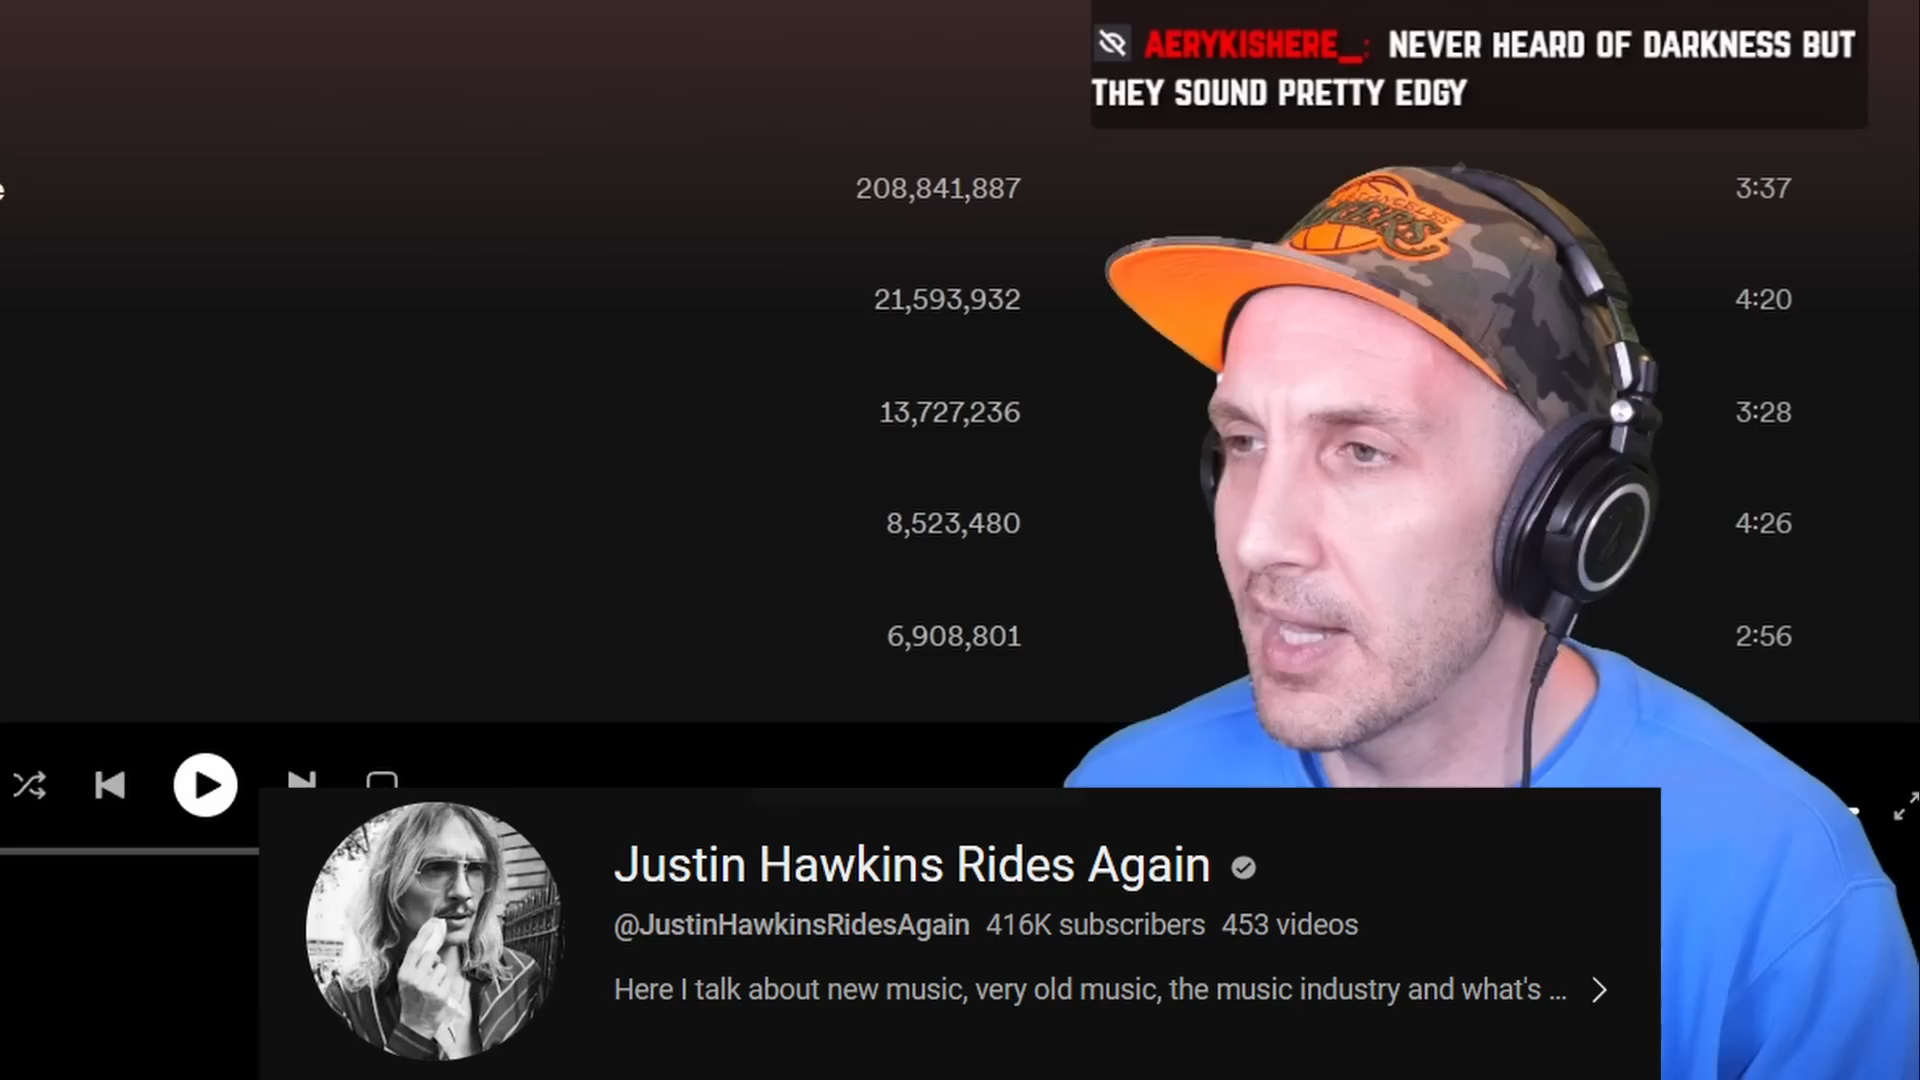 AERYKISHERE_: NEVER HEARD OF DARKNESS BUT
THEY SOUND PRETTY EDGY
208,841,887 3:37
21,593,932 4:20
13,727,236 3:28
8,523,480 4:26
6,908,801 2:56
Justin Hawkins Rides Again
@JustinHawkinsRidesAgain 416K subscribers 453 videos
Here I talk about new music, very old music, the music industry and what's ...